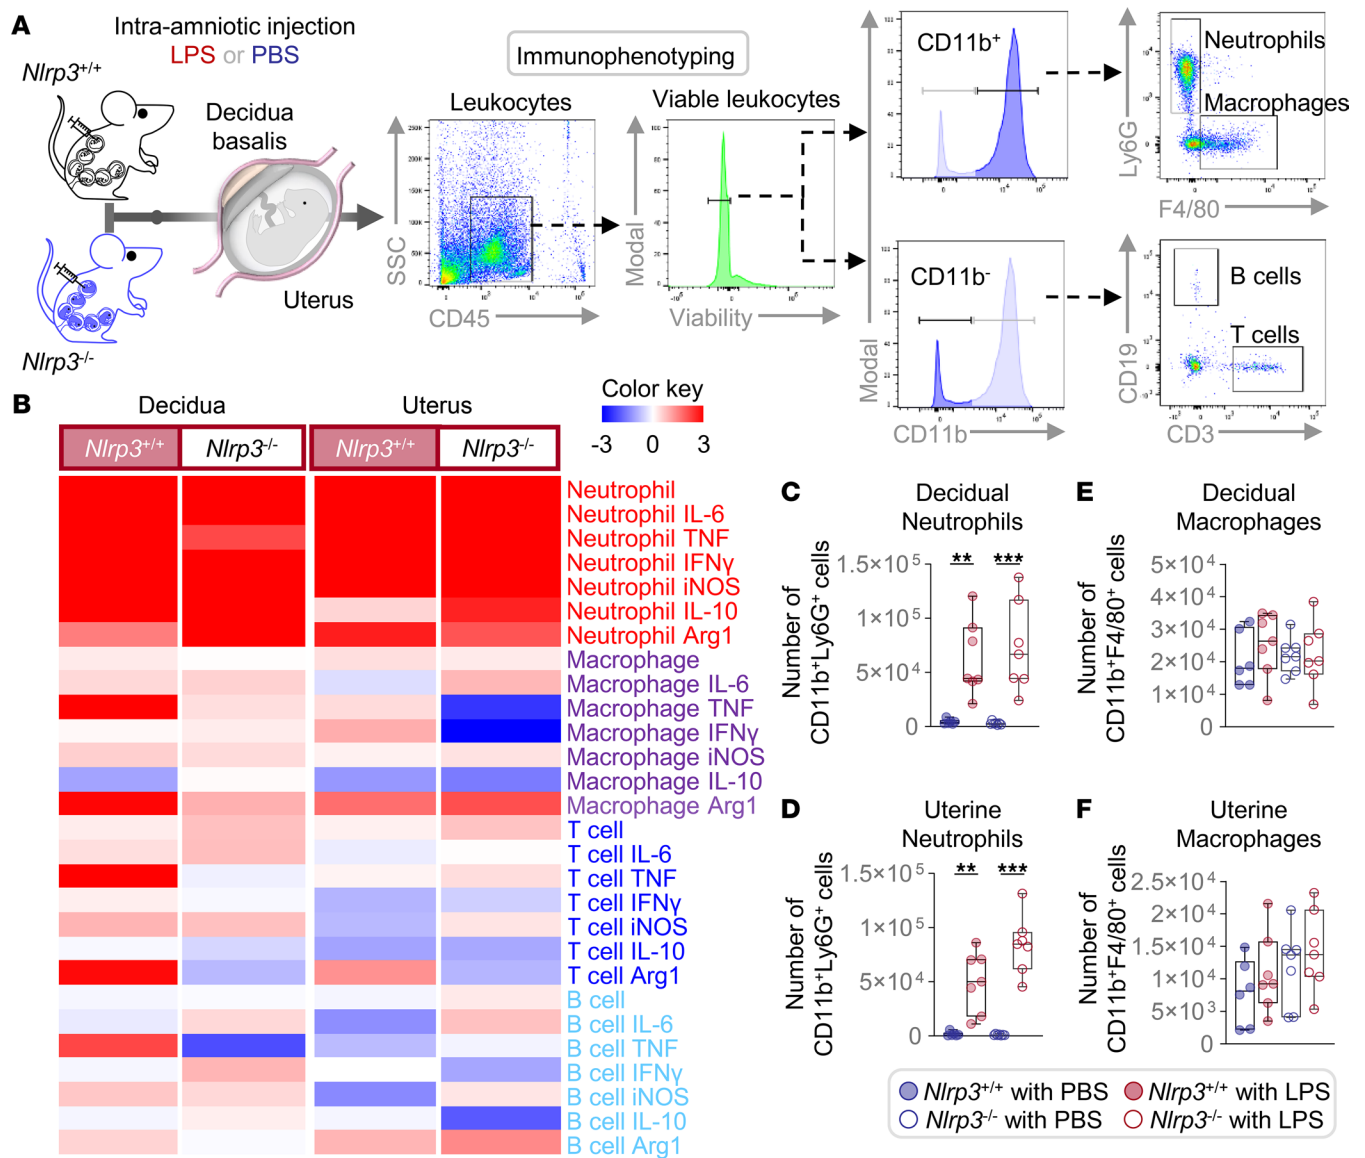 A
Intra-amniotic injection
LPS or PBS
Nlrp3+/+
Decidua
basalis
Uterus
Nlrp3-/-
Immunophenotyping
Leukocytes
SSC
CD45
Viable leukocytes
Modal
Viability
CD11b+
CD11b-
Modal
CD11b
Neutrophils
Macrophages
Ly6G
F4/80
B cells
T cells
CD19
CD3
B
Decidua
Uterus
Color key
-3 0 3
Nlrp3+/+
Nlrp3-/-
Nlrp3+/+
Nlrp3-/-
Neutrophil
Neutrophil IL-6
Neutrophil TNF
Neutrophil IFNγ
Neutrophil iNOS
Neutrophil IL-10
Neutrophil Arg1
Macrophage
Macrophage IL-6
Macrophage TNF
Macrophage IFNγ
Macrophage iNOS
Macrophage IL-10
Macrophage Arg1
T cell
T cell IL-6
T cell TNF
T cell IFNγ
T cell iNOS
T cell IL-10
T cell Arg1
B cell
B cell IL-6
B cell TNF
B cell IFNγ
B cell iNOS
B cell IL-10
B cell Arg1
C
Decidual
Neutrophils
Number of
CD11b+Ly6G+ cells
1.5×10^5
1×10^5
5×10^4
0
**
***
E
Decidual
Macrophages
Number of
CD11b+F4/80+ cells
5×10^4
4×10^4
3×10^4
2×10^4
1×10^4
0
D
Uterine
Neutrophils
Number of
CD11b+Ly6G+ cells
1.5×10^5
1×10^5
5×10^4
0
**
***
F
Uterine
Macrophages
Number of
CD11b+F4/80+ cells
2.5×10^4
2×10^4
1.5×10^4
1×10^4
5×10^3
0
Nlrp3+/+ with PBS
Nlrp3+/+ with LPS
Nlrp3-/- with PBS
Nlrp3-/- with LPS